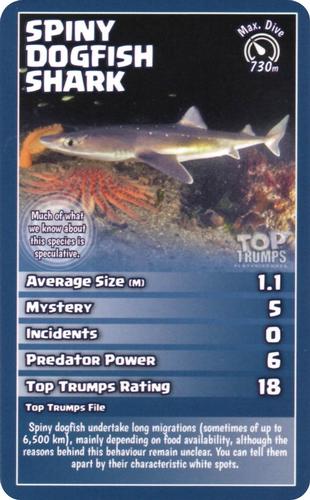 SPINY
DOGFISH
SHARK
Max. Dive
730m
Much of what
we know about
this species is
speculative.
TOP
TRUMPS
Average Size (M) 1.1
Mystery 5
Incidents 0
Predator Power 6
Top Trumps Rating 18
Top Trumps File
Spiny dogfish undertake long migrations (sometimes of up to
6,500 km), mainly depending on food availability, although the
reasons behind this behaviour remain unclear. You can tell them
apart by their characteristic white spots.